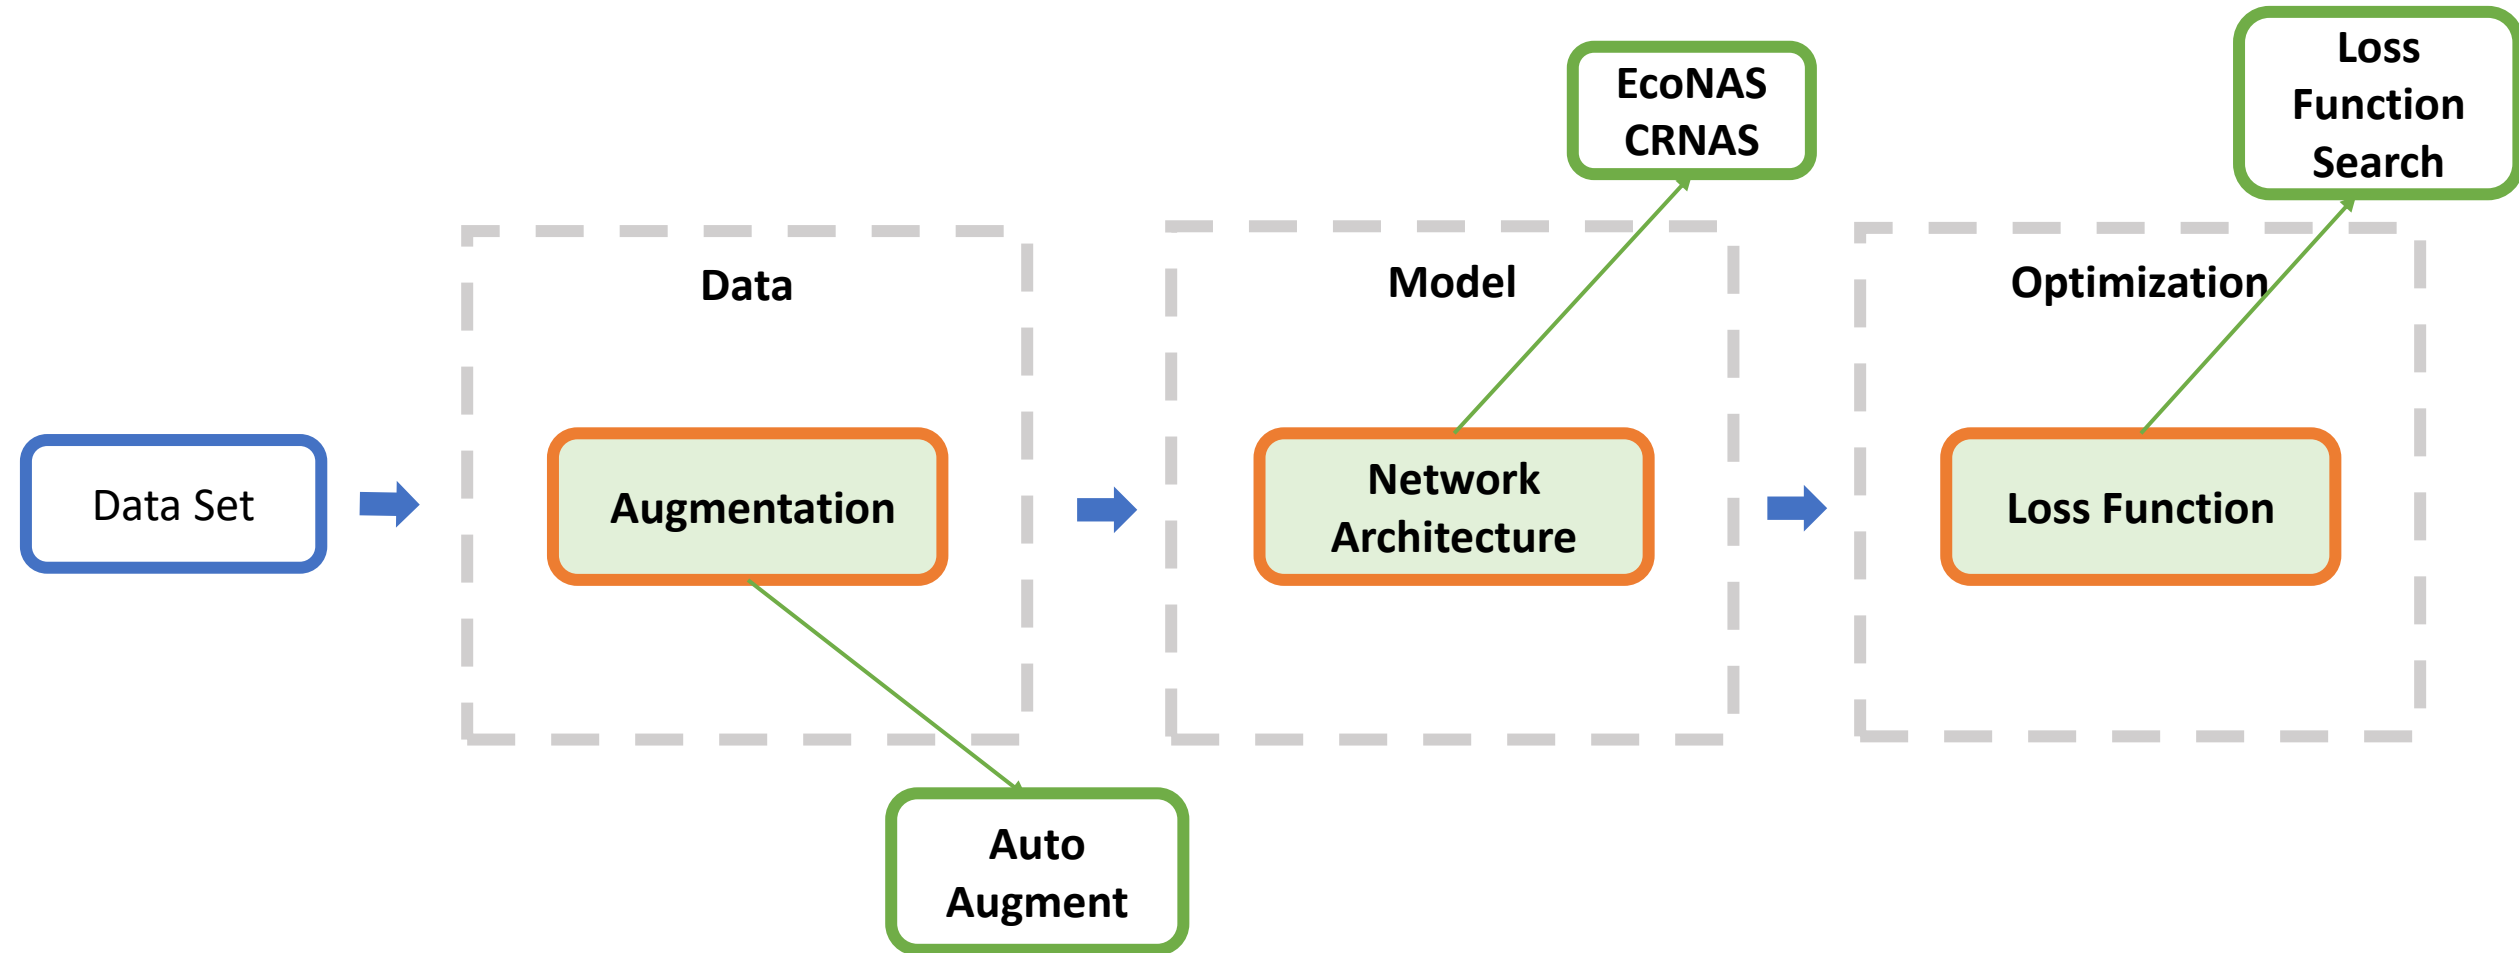 EcoNAS
CRNAS
Loss
Function
Search
Data
Model
Optimization
Data Set
Augmentation
Network
Architecture
Loss Function
Auto
Augment